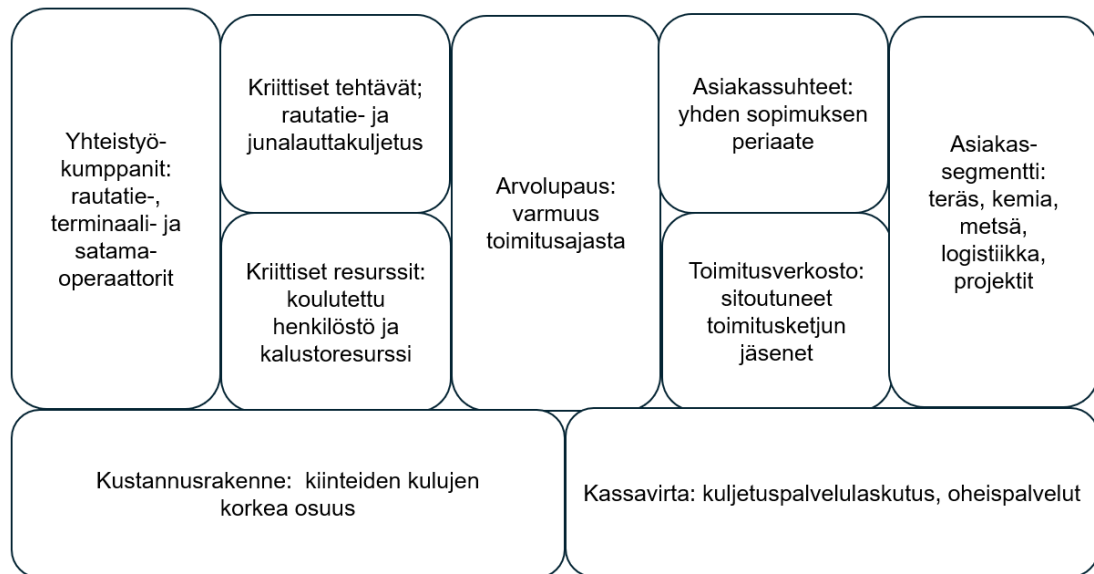 Yhteistyö-
kumppanit:
rautatie-,
terminaali- ja
satama-
operaattorit
Kriittiset tehtävät;
rautatie- ja
junalauttakuljetus
Kriittiset resurssit:
koulutettu
henkilöstö ja
kalustoresurssi
Arvolupaus:
varmuus
toimitusajasta
Asiakassuhteet:
yhden sopimuksen
periaate
Toimitusverkosto:
sitoutuneet
toimitusketjun
jäsenet
Asiakas-
segmentti:
teräs, kemia,
metsä,
logistiikka,
projektit
Kustannusrakenne:  kiinteiden kulujen
korkea osuus
Kassavirta: kuljetuspalvelulaskutus, oheispalvelut